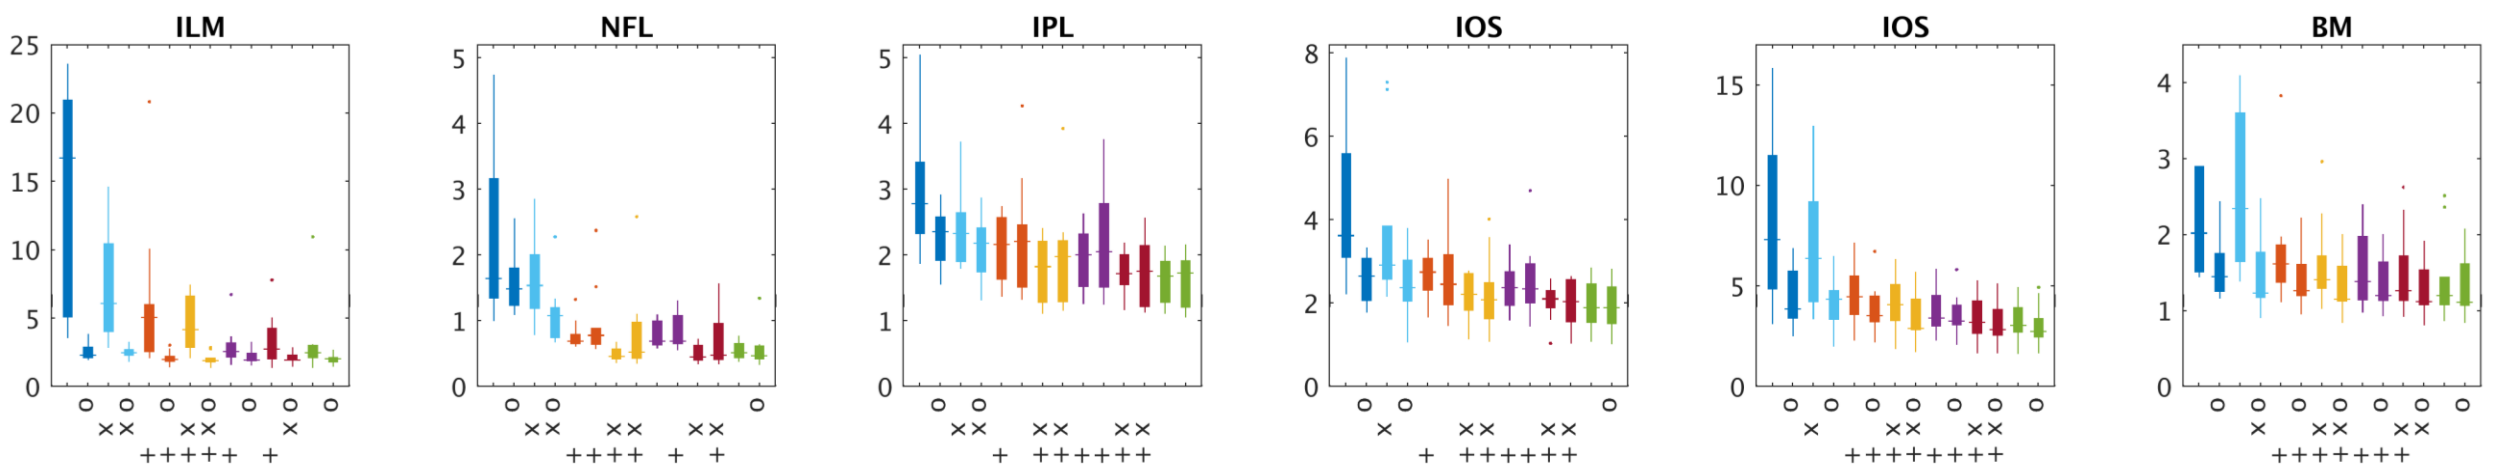 ILM
25
20
15
10
5
0
o o o o o o o
x x x x x
+ + + + + +
NFL
5
4
3
2
1
0
o o o
x x x x x x
+ + + + + +
IPL
5
4
3
2
1
0
o o
x x x x x x
+ + + + + + +
IOS
8
6
4
2
0
o o o
x x x x x
+ + + + + + +
IOS
15
10
5
0
o o o o o o o
x x x x x
+ + + + + + + +
BM
4
3
2
1
0
o o o o o o o
x x x x x
+ + + + + + +